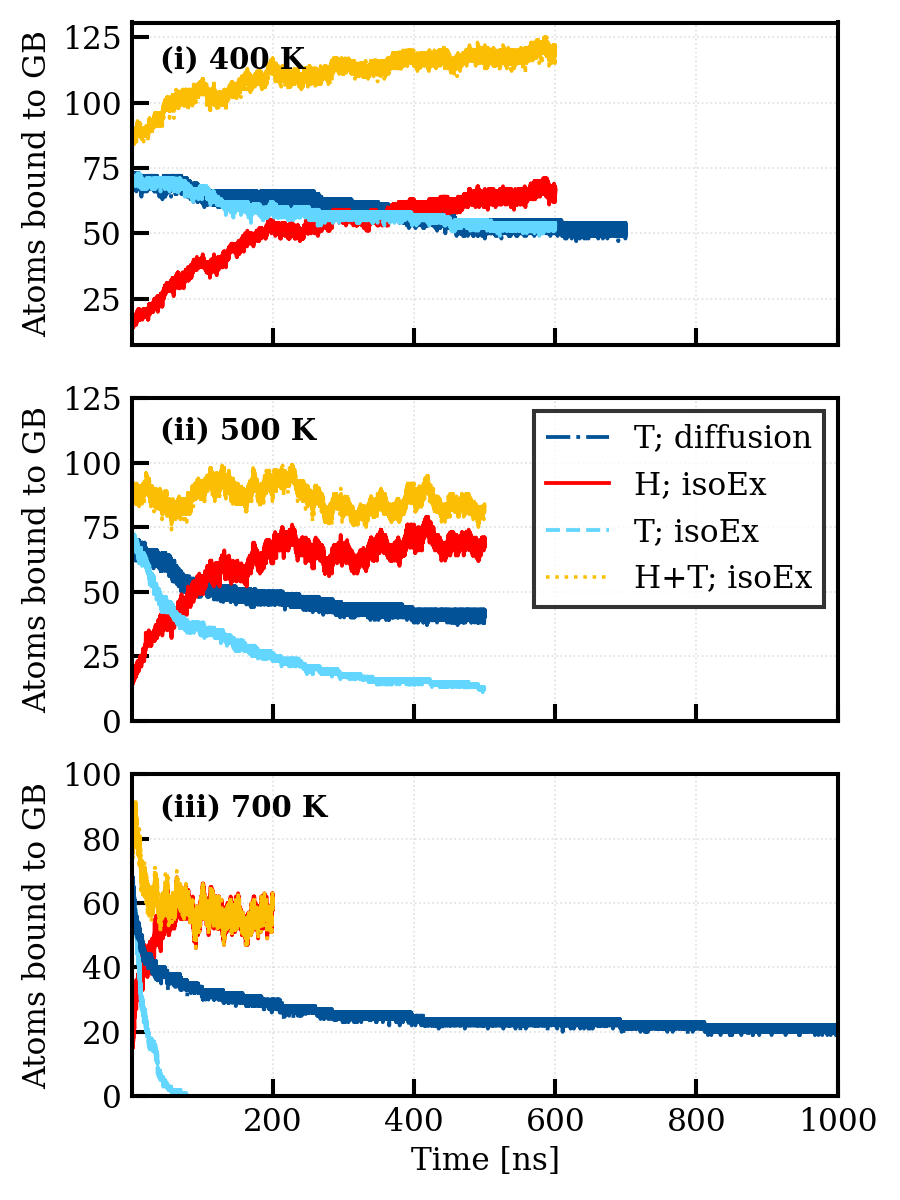 Atoms bound to GB
125
100
75
50
25
(i) 400 K
Atoms bound to GB
125
100
75
50
25
0
(ii) 500 K
T; diffusion
H; isoEx
T; isoEx
H+T; isoEx
Atoms bound to GB
100
80
60
40
20
0
(iii) 700 K
200 400 600 800 1000
Time [ns]